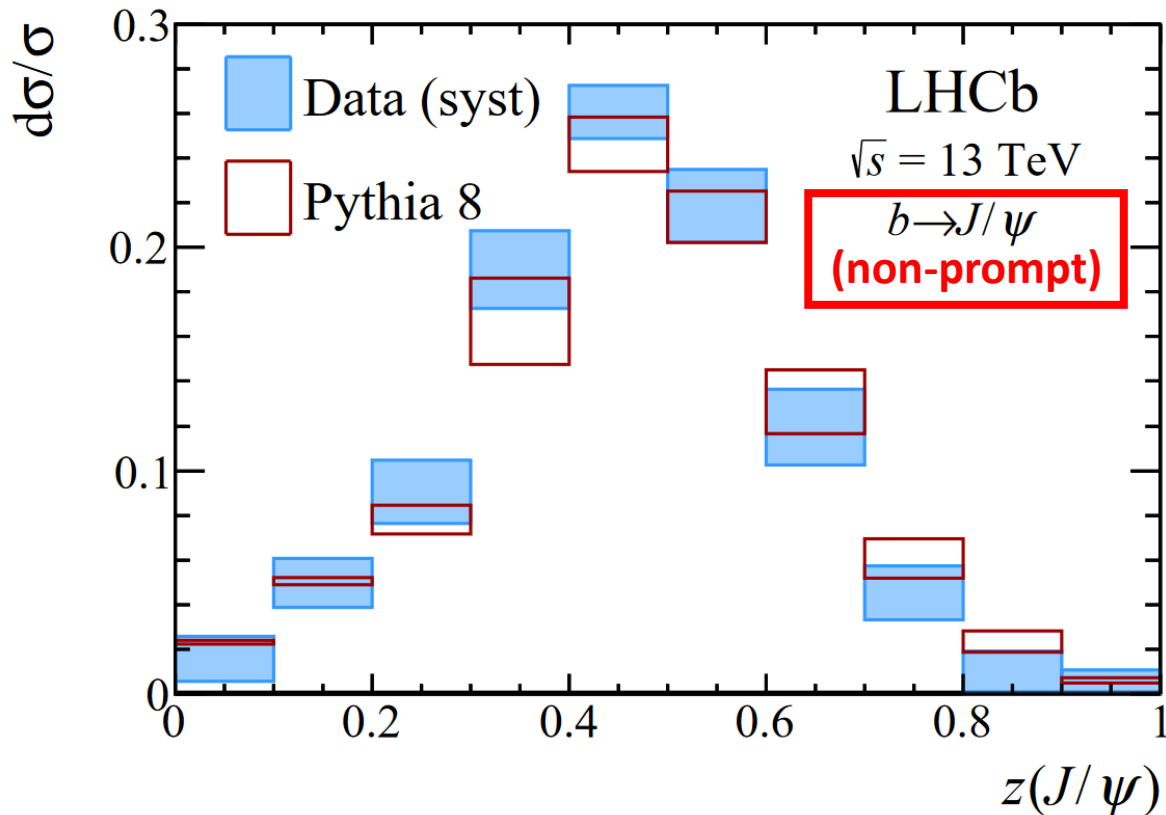 0.3
dσ/σ
Data (syst)
Pythia 8
LHCb
√s = 13 TeV
b→J/ψ
(non-prompt)
0.2
0.1
0
0 0.2 0.4 0.6 0.8 1
z(J/ψ)